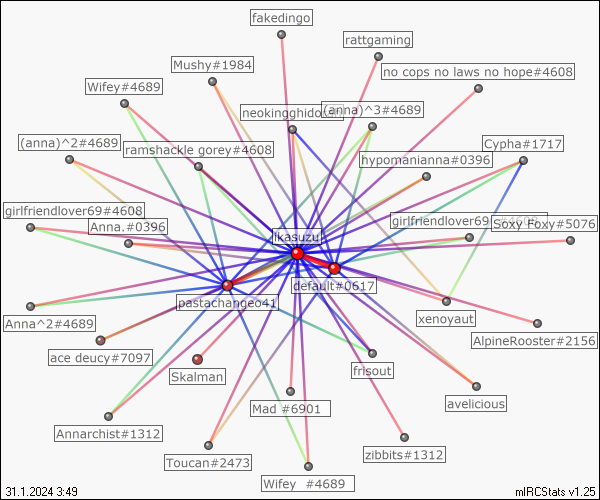 fakedingo
rattgaming
Mushy#1984
no cops no laws no hope#4608
Wifey#4689
neokingghidor
(anna)^3#4689
(anna)^2#4689
ramshackle gorey#4608
Cypha#1717
hypomanianna#0396
girlfriendlover69#4608
Anna.#0396
girlfriendlover69
Soxy Foxy#5076
ikasuzu
default#0617
pastachangeo41
Anna^2#4689
xenoyaut
AlpineRooster#2156
ace deucy#7097
Skalman
frisout
Mad #6901
avelicious
Annarchist#1312
zibbits#1312
Toucan#2473
Wifey #4689
31.1.2024 3:49
mIRCStats v1.25